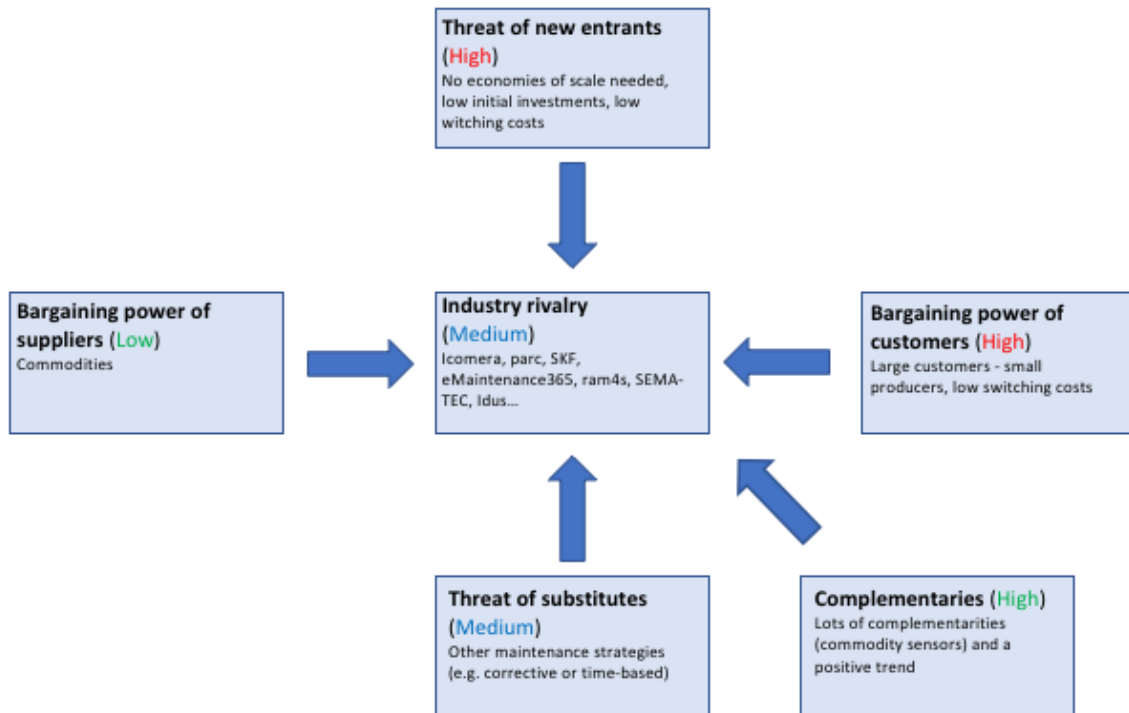 Threat of new entrants
(High)
No economies of scale needed,
low initial investments, low
witching costs
Bargaining power of
suppliers (Low)
Commodities
Industry rivalry
(Medium)
Icomera, parc, SKF,
eMaintenance365, ram4s, SEMA-
TEC, Idus...
Bargaining power of
customers (High)
Large customers - small
producers, low switching costs
Threat of substitutes
(Medium)
Other maintenance strategies
(e.g. corrective or time-based)
Complementaries (High)
Lots of complementarities
(commodity sensors) and a
positive trend